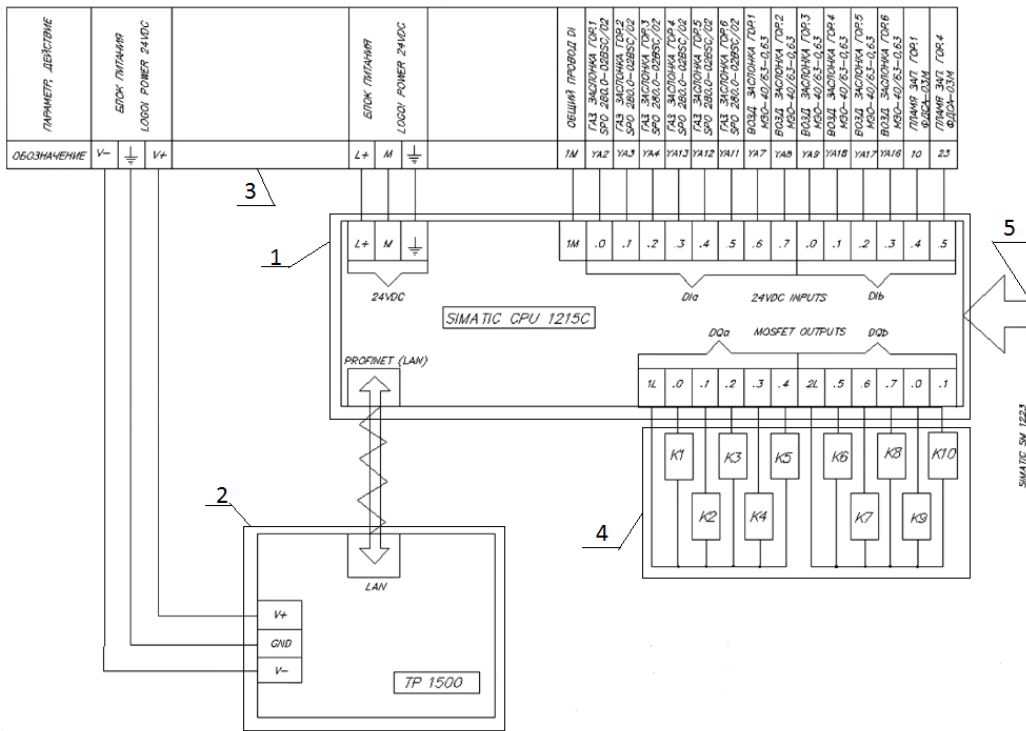 ПАРАМЕТР, ДЕЙСТВИЕ
БЛОК ПИТАНИЯ
LOGO! POWER 24VDC
БЛОК ПИТАНИЯ
LOGO! POWER 24VDC
ОБЩИЙ ПРОВОД DI
ГАЗ ЗАСЛОНКА ГОР.1
SPO 280.0-02BSC/02
ГАЗ ЗАСЛОНКА ГОР.2
SPO 280.0-02BSC/02
ГАЗ ЗАСЛОНКА ГОР.3
SPO 280.0-02BSC/02
ГАЗ ЗАСЛОНКА ГОР.4
SPO 280.0-02BSC/02
ГАЗ ЗАСЛОНКА ГОР.5
SPO 280.0-02BSC/02
ГАЗ ЗАСЛОНКА ГОР.6
SPO 280.0-02BSC/02
ВОЗД ЗАСЛОНКА ГОР.1
МЭО-40/63-0,63
ВОЗД ЗАСЛОНКА ГОР.2
МЭО-40/63-0,63
ВОЗД ЗАСЛОНКА ГОР.3
МЭО-40/63-0,63
ВОЗД ЗАСЛОНКА ГОР.4
МЭО-40/63-0,63
ВОЗД ЗАСЛОНКА ГОР.5
МЭО-40/63-0,63
ВОЗД ЗАСЛОНКА ГОР.6
МЭО-40/63-0,63
ПЛАМЯ ЗАП ГОР.1
ФДСА-03М
ПЛАМЯ ЗАП ГОР.4
ФДСА-03М
ОБОЗНАЧЕНИЕ V- V+ L+ M 1M YA2 YA3 YA4 YA13 YA12 YA11 YA7 YA8 YA9 YA18 YA17 YA16 10 23
3
5
1
L+ M 1M .0 .1 .2 .3 .4 .5 .6 .7 .0 .1 .2 .3 .4 .5
24VDC DIa 24VDC INPUTS DIb
SIMATIC CPU 1215C
DQa MOSFET OUTPUTS DQb
PROFINET (LAN)
1L .0 .1 .2 .3 .4 2L .5 .6 .7 .0 .1
SIMATIC SM 1223
K1 K3 K5 K6 K8 K10
K2 K4 K7 K9
2
4
LAN
V+
GND
V-
TP 1500